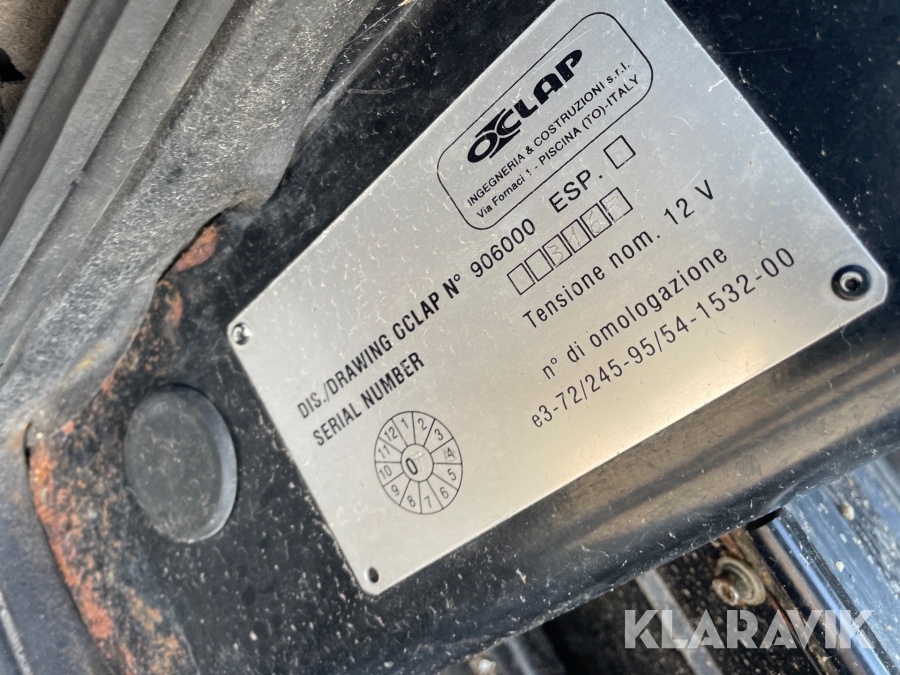 OCLAP
INGEGNERIA & COSTRUZIONI s.r.l.
Via Fornaci 1 - PISCINA (TO)-ITALY
DIS./DRAWING OCLAP N° 906000 ESP.
SERIAL NUMBER
Tensione nom. 12 V
n° di omologazione
e3-72/245-95/54-1532-00
1 2 3 4 5 6 7 8 9 10 11 12
0
KLARAVIK